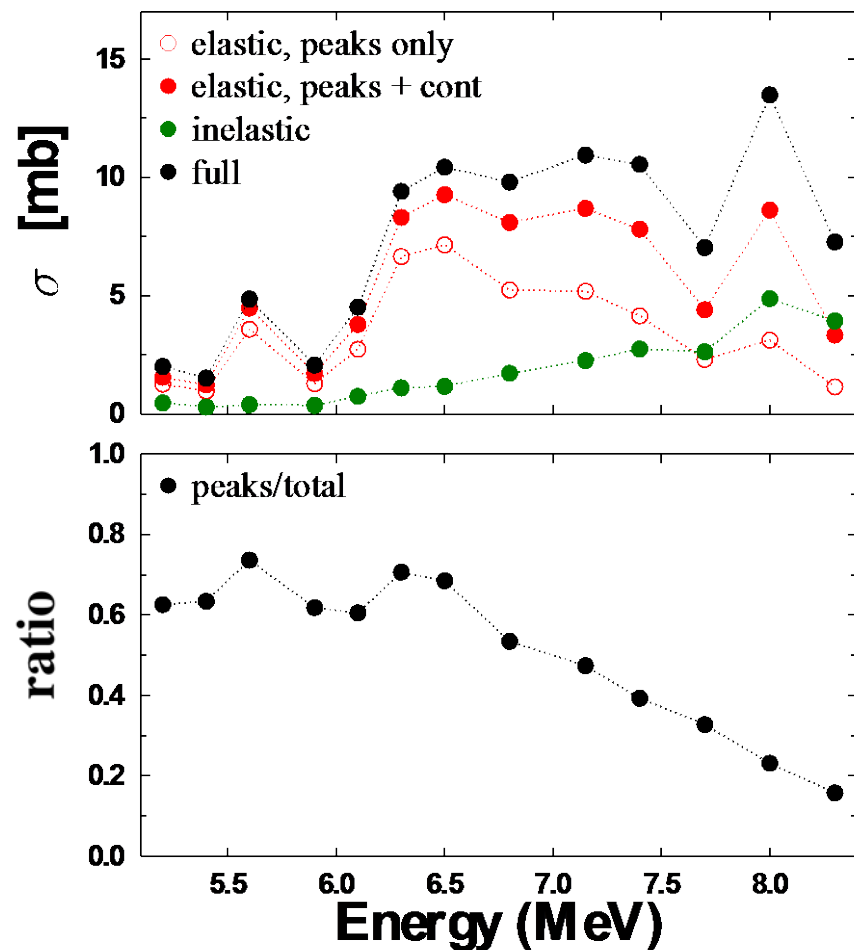 15
10
5
0
σ [mb]
elastic, peaks only
elastic, peaks + cont
inelastic
full
1.0
0.8
0.6
0.4
0.2
0.0
ratio
peaks/total
5.5 6.0 6.5 7.0 7.5 8.0
Energy (MeV)